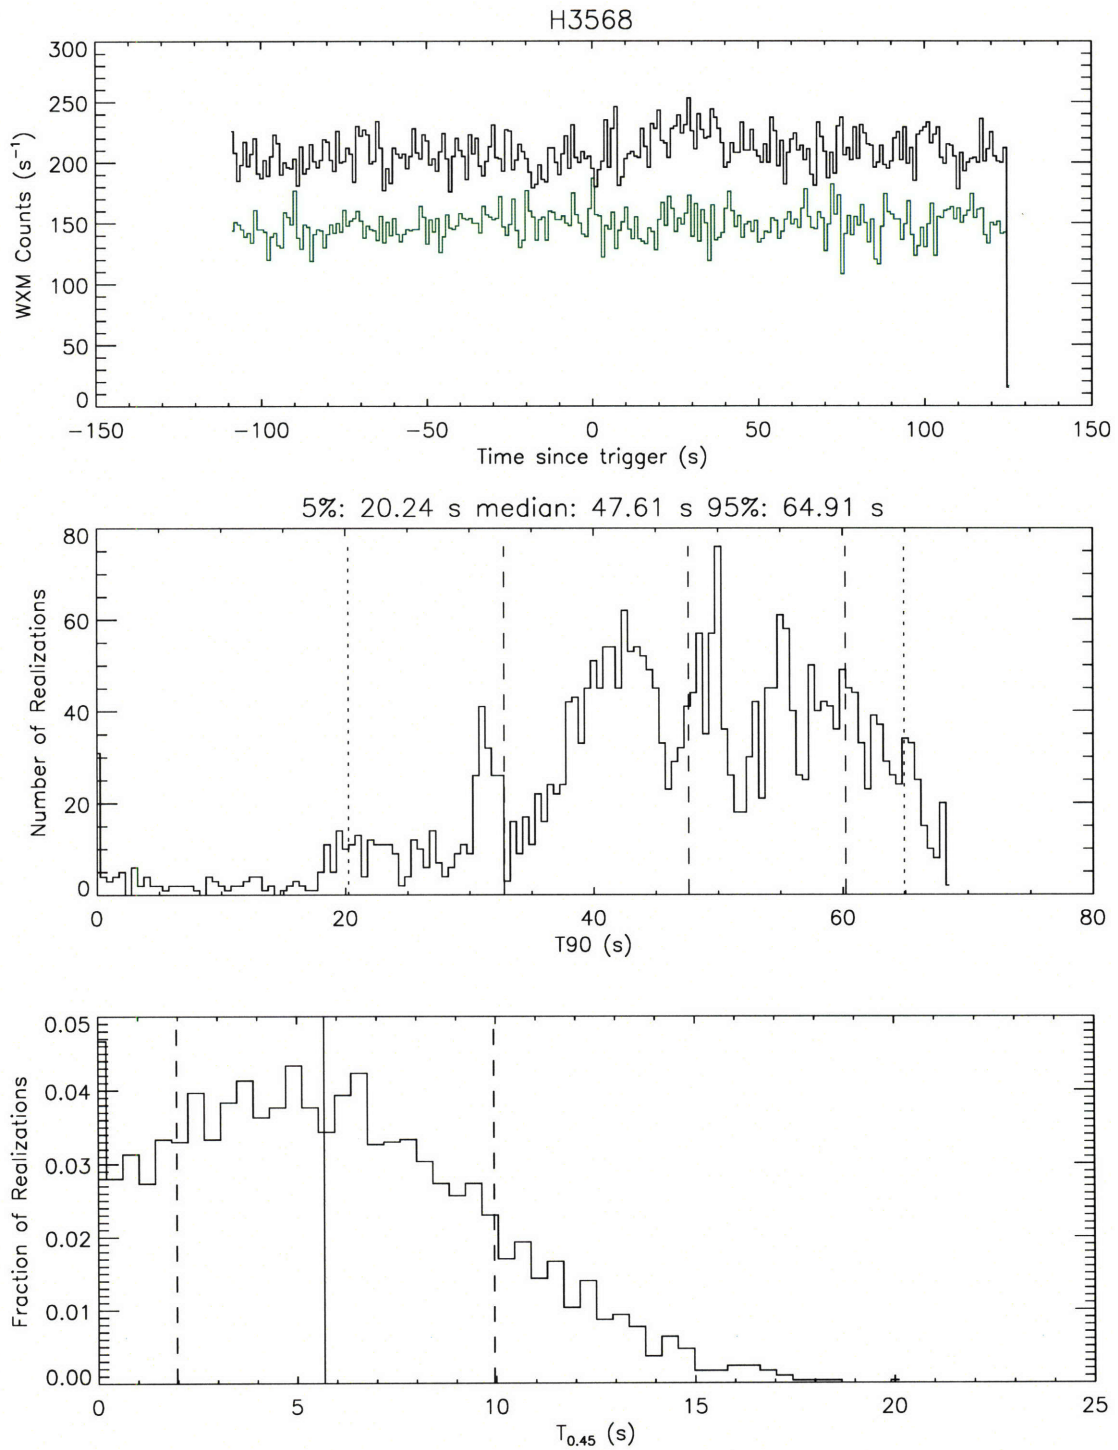 H3568
300
250
200
150
100
50
0
WXM Counts (s⁻¹)
−150 −100 −50 0 50 100 150
Time since trigger (s)
5%: 20.24 s median: 47.61 s 95%: 64.91 s
80
60
40
20
0
Number of Realizations
0 20 40 60 80
T90 (s)
0.05
0.04
0.03
0.02
0.01
0.00
Fraction of Realizations
0 5 10 15 20 25
T₀.₄₅ (s)